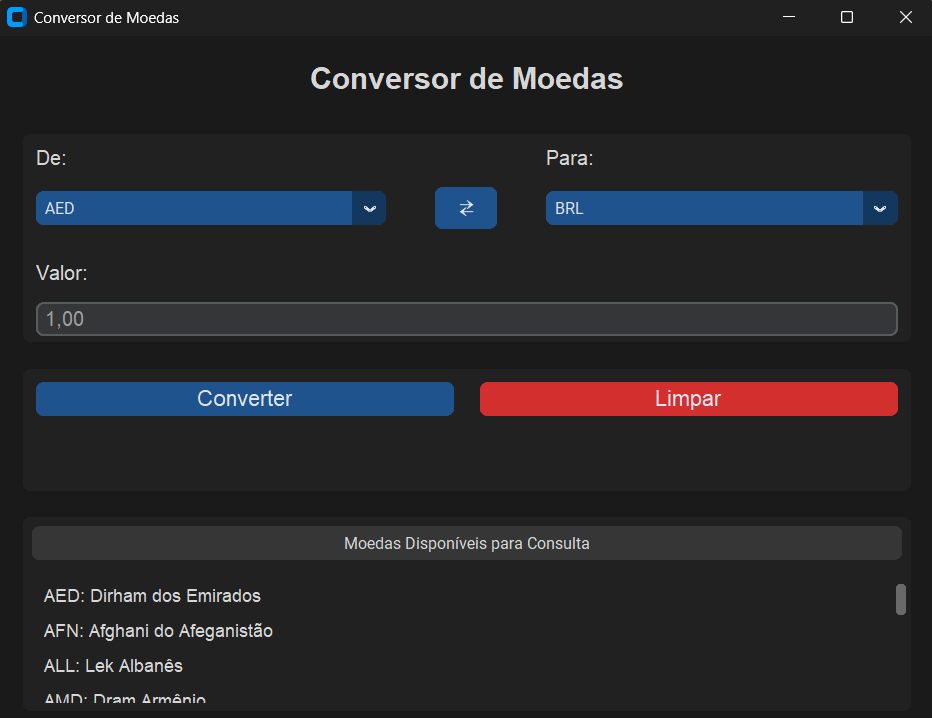 Conversor de Moedas
Conversor de Moedas
De:
Para:
AED
BRL
Valor:
1,00
Converter
Limpar
Moedas Disponíveis para Consulta
AED: Dirham dos Emirados
AFN: Afghani do Afeganistão
ALL: Lek Albanês
AMD: Dram Armênio